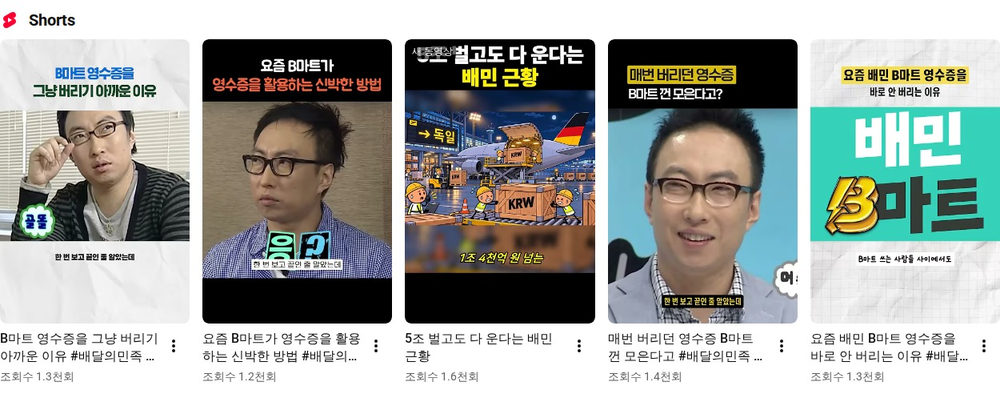 Shorts
B마트 영수증을
그냥 버리기 아까운 이유
골똘
한 번 보고 끝인 줄 알았는데
B마트 영수증을 그냥 버리기
아까운 이유 #배달의민족 ...
조회수 1.3천회
요즘 B마트가
영수증을 활용하는 신박한 방법
응?
한 번 보고 끝인 줄 알았는데
요즘 B마트가 영수증을 활용
하는 신박한 방법 #배달의...
조회수 1.2천회
새 동영상
5조 벌고도 다 운다는
배민 근황
→ 독일
KRW
KRW
KRW
1조 4천억 원 넘는
5조 벌고도 다 운다는 배민
근황
조회수 1.6천회
매번 버리던 영수증
B마트 껀 모은다고?
한 번 보고 끝인 줄 알았는데
매번 버리던 영수증 B마트
껀 모은다고 #배달의민족 ...
조회수 1.4천회
요즘 배민 B마트 영수증을
바로 안 버리는 이유
배민
B마트
B마트 쓰는 사람들 사이에서도
요즘 배민 B마트 영수증을
바로 안 버리는 이유 #배달...
조회수 1.3천회